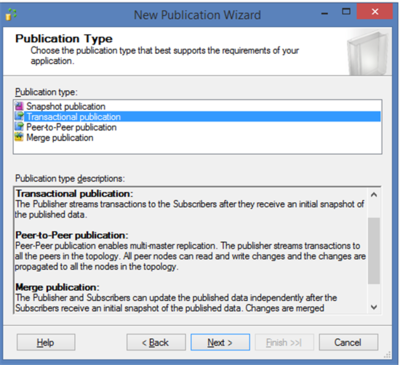 New Publication Wizard
Publication Type
Choose the publication type that best supports the requirements of your
application.
Publication type:
Snapshot publication
Transactional publication
Peer-to-Peer publication
Merge publication
Publication type descriptions:
Transactional publication:
The Publisher streams transactions to the Subscribers after they receive an initial snapshot of
the published data.
Peer-to-Peer publication:
Peer-Peer publication enables multi-master replication. The publisher streams transactions to
all the peers in the topology. All peer nodes can read and write changes and the changes are
propagated to all the nodes in the topology.
Merge publication:
The Publisher and Subscribers can update the published data independently after the
Subscribers receive an initial snapshot of the published data. Changes are merged
Help
< Back
Next >
Finish >>|
Cancel